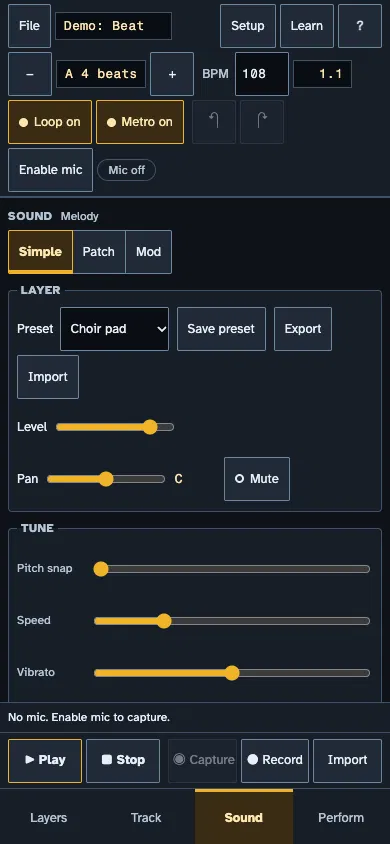 File Demo: Beat Setup Learn ?
− A 4 beats + BPM 108 1.1
Loop on Metro on
Enable mic Mic off
SOUND Melody
Simple Patch Mod
LAYER
Preset Choir pad Save preset Export
Import
Level
Pan C Mute
TUNE
Pitch snap
Speed
Vibrato
No mic. Enable mic to capture.
Play Stop Capture Record Import
Layers Track Sound Perform